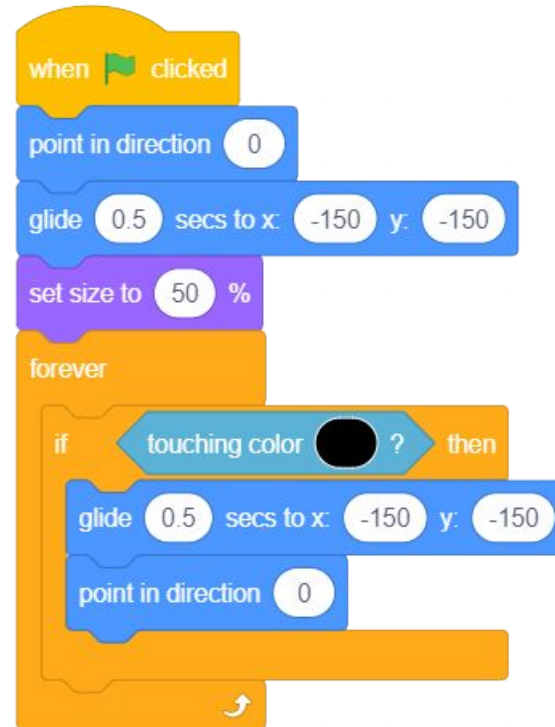 when clicked
point in direction 0
glide 0.5 secs to x: -150 y: -150
set size to 50 %
forever
if touching color ? then
glide 0.5 secs to x: -150 y: -150
point in direction 0